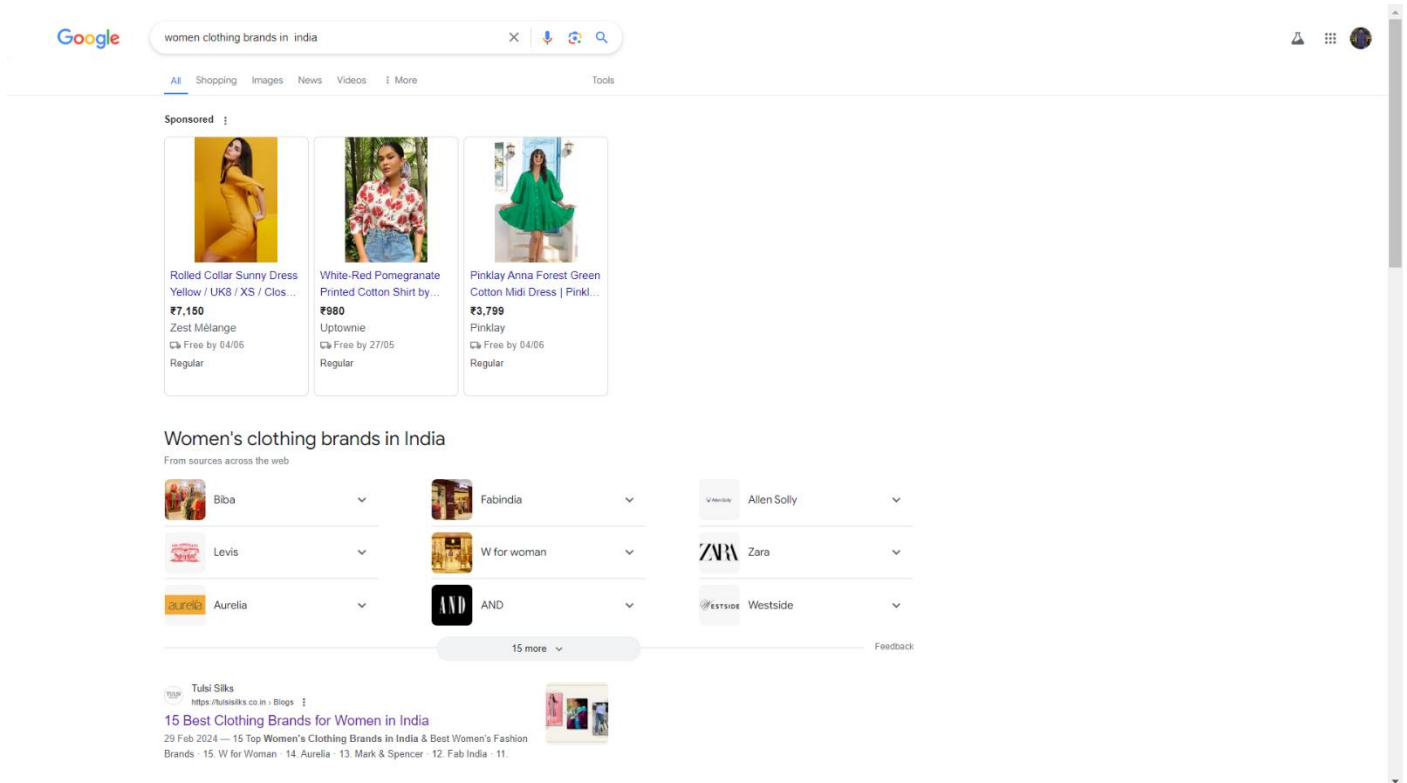 Google
women clothing brands in india
All Shopping Images News Videos More Tools
Sponsored
Rolled Collar Sunny Dress
Yellow / UK8 / XS / Clos...
₹7,150
Zest Mélange
Free by 04/06
Regular
White-Red Pomegranate
Printed Cotton Shirt by...
₹980
Uptownie
Free by 27/05
Regular
Pinklay Anna Forest Green
Cotton Midi Dress | Pinkl...
₹3,799
Pinklay
Free by 04/06
Regular
Women's clothing brands in India
From sources across the web
Biba
Fabindia
Allen Solly
Levis
W for woman
ZARA Zara
aurelia Aurelia
AND AND
WESTSIDE Westside
15 more
Feedback
Tulsi Silks
https://tulsisilks.co.in › Blogs
15 Best Clothing Brands for Women in India
29 Feb 2024 — 15 Top Women's Clothing Brands in India & Best Women's Fashion
Brands · 15. W for Woman · 14. Aurelia · 13. Mark & Spencer · 12. Fab India · 11.